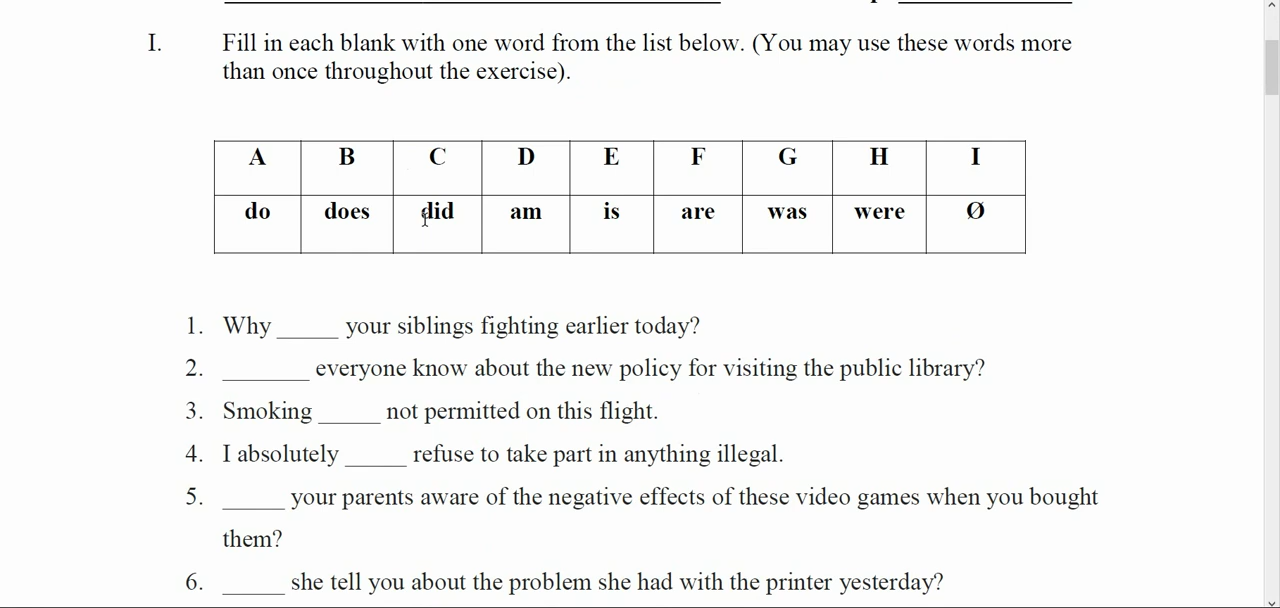 I. Fill in each blank with one word from the list below. (You may use these words more
than once throughout the exercise).
A B C D E F G H I
do does did am is are was were Ø
1. Why _____ your siblings fighting earlier today?
2. _______ everyone know about the new policy for visiting the public library?
3. Smoking _____ not permitted on this flight.
4. I absolutely _____ refuse to take part in anything illegal.
5. _____ your parents aware of the negative effects of these video games when you bought
them?
6. _____ she tell you about the problem she had with the printer yesterday?